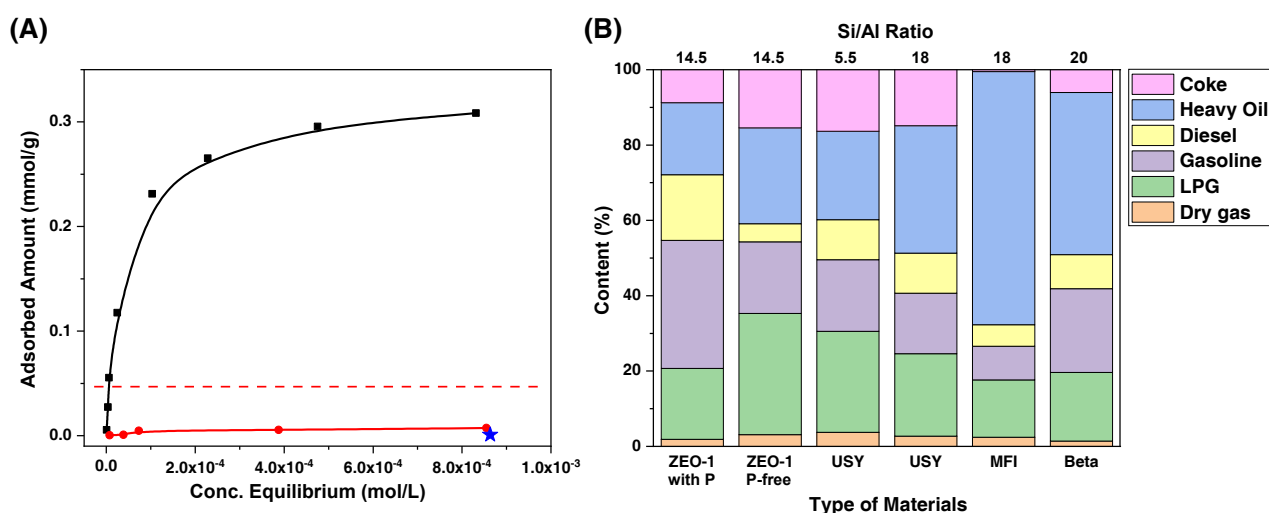 (A)
Adsorbed Amount (mmol/g)
0.3
0.2
0.1
0.0
0.0 2.0x10⁻⁴ 4.0x10⁻⁴ 6.0x10⁻⁴ 8.0x10⁻⁴ 1.0x10⁻³
Conc. Equilibrium (mol/L)
(B)
Si/Al Ratio
14.5 14.5 5.5 18 18 20
Content (%)
100
80
60
40
20
0
ZEO-1 ZEO-1 USY USY MFI Beta
with P P-free
Type of Materials
Coke
Heavy Oil
Diesel
Gasoline
LPG
Dry gas